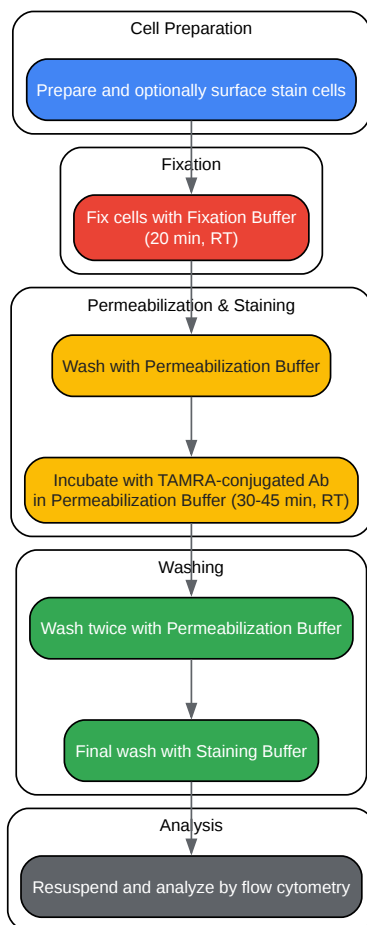 Cell Preparation
Prepare and optionally surface stain cells
Fixation
Fix cells with Fixation Buffer
(20 min, RT)
Permeabilization & Staining
Wash with Permeabilization Buffer
Incubate with TAMRA-conjugated Ab
in Permeabilization Buffer (30-45 min, RT)
Washing
Wash twice with Permeabilization Buffer
Final wash with Staining Buffer
Analysis
Resuspend and analyze by flow cytometry